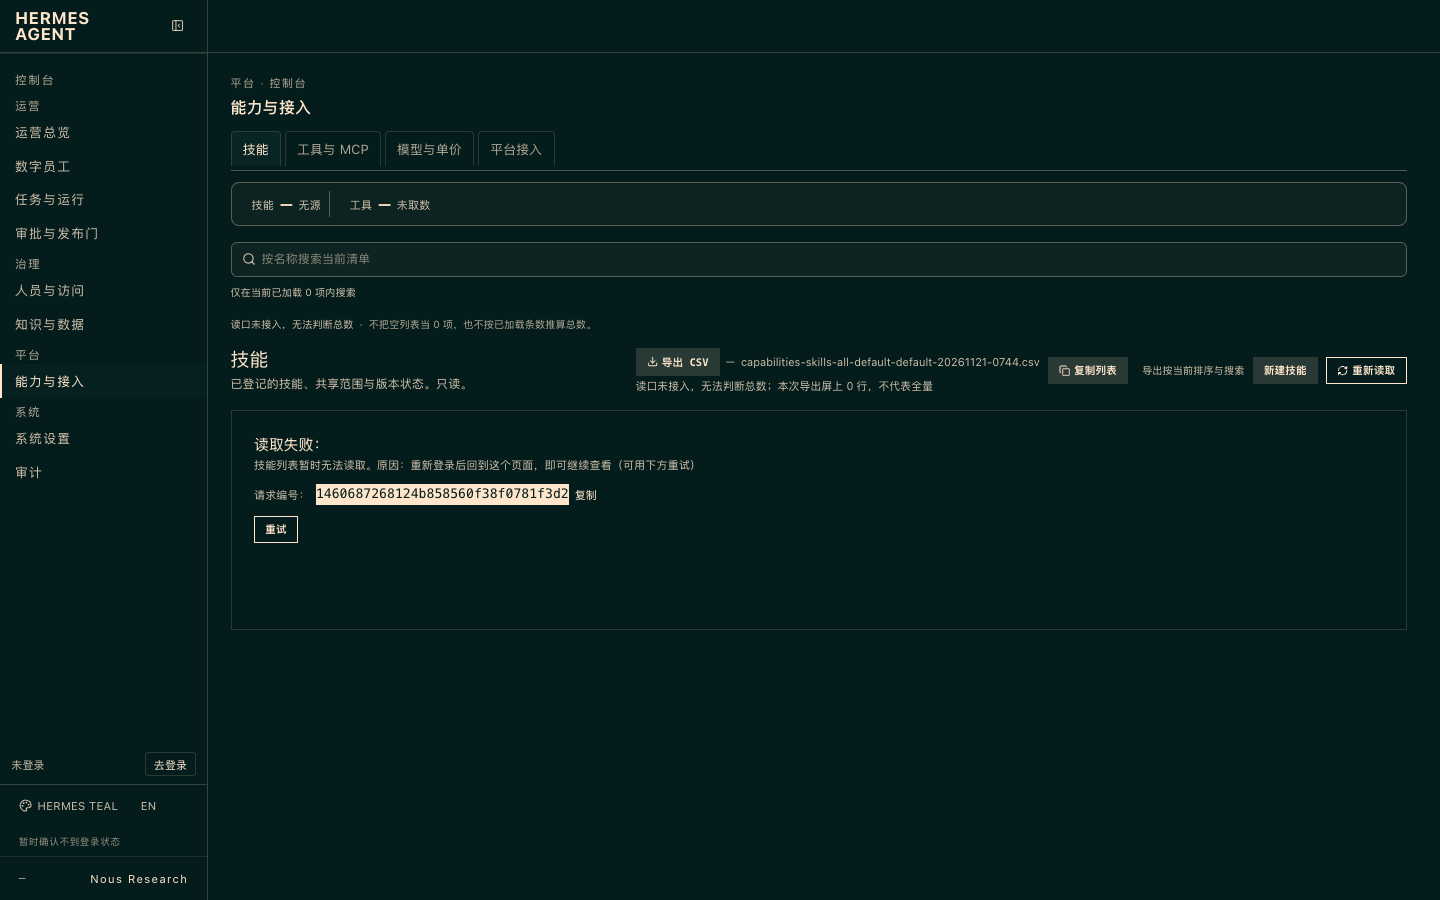 HERMES
AGENT
控制台
运营
运营总览
数字员工
任务与运行
审批与发布门
治理
人员与访问
知识与数据
平台
能力与接入
系统
系统设置
审计
未登录
去登录
HERMES TEAL EN
暂时确认不到登录状态
— Nous Research
平台 · 控制台
能力与接入
技能 工具与 MCP 模型与单价 平台接入
技能 — 无源 工具 — 未取数
按名称搜索当前清单
仅在当前已加载 0 项内搜索
读口未接入，无法判断总数 · 不把空列表当 0 项，也不按已加载条数推算总数。
技能
已登记的技能、共享范围与版本状态。只读。
导出 CSV — capabilities-skills-all-default-default-20261121-0744.csv
读口未接入，无法判断总数；本次导出屏上 0 行，不代表全量
复制列表 导出按当前排序与搜索 新建技能 重新读取
读取失败：
技能列表暂时无法读取。原因：重新登录后回到这个页面，即可继续查看（可用下方重试）
请求编号： 1460687268124b858560f38f0781f3d2 复制
重试